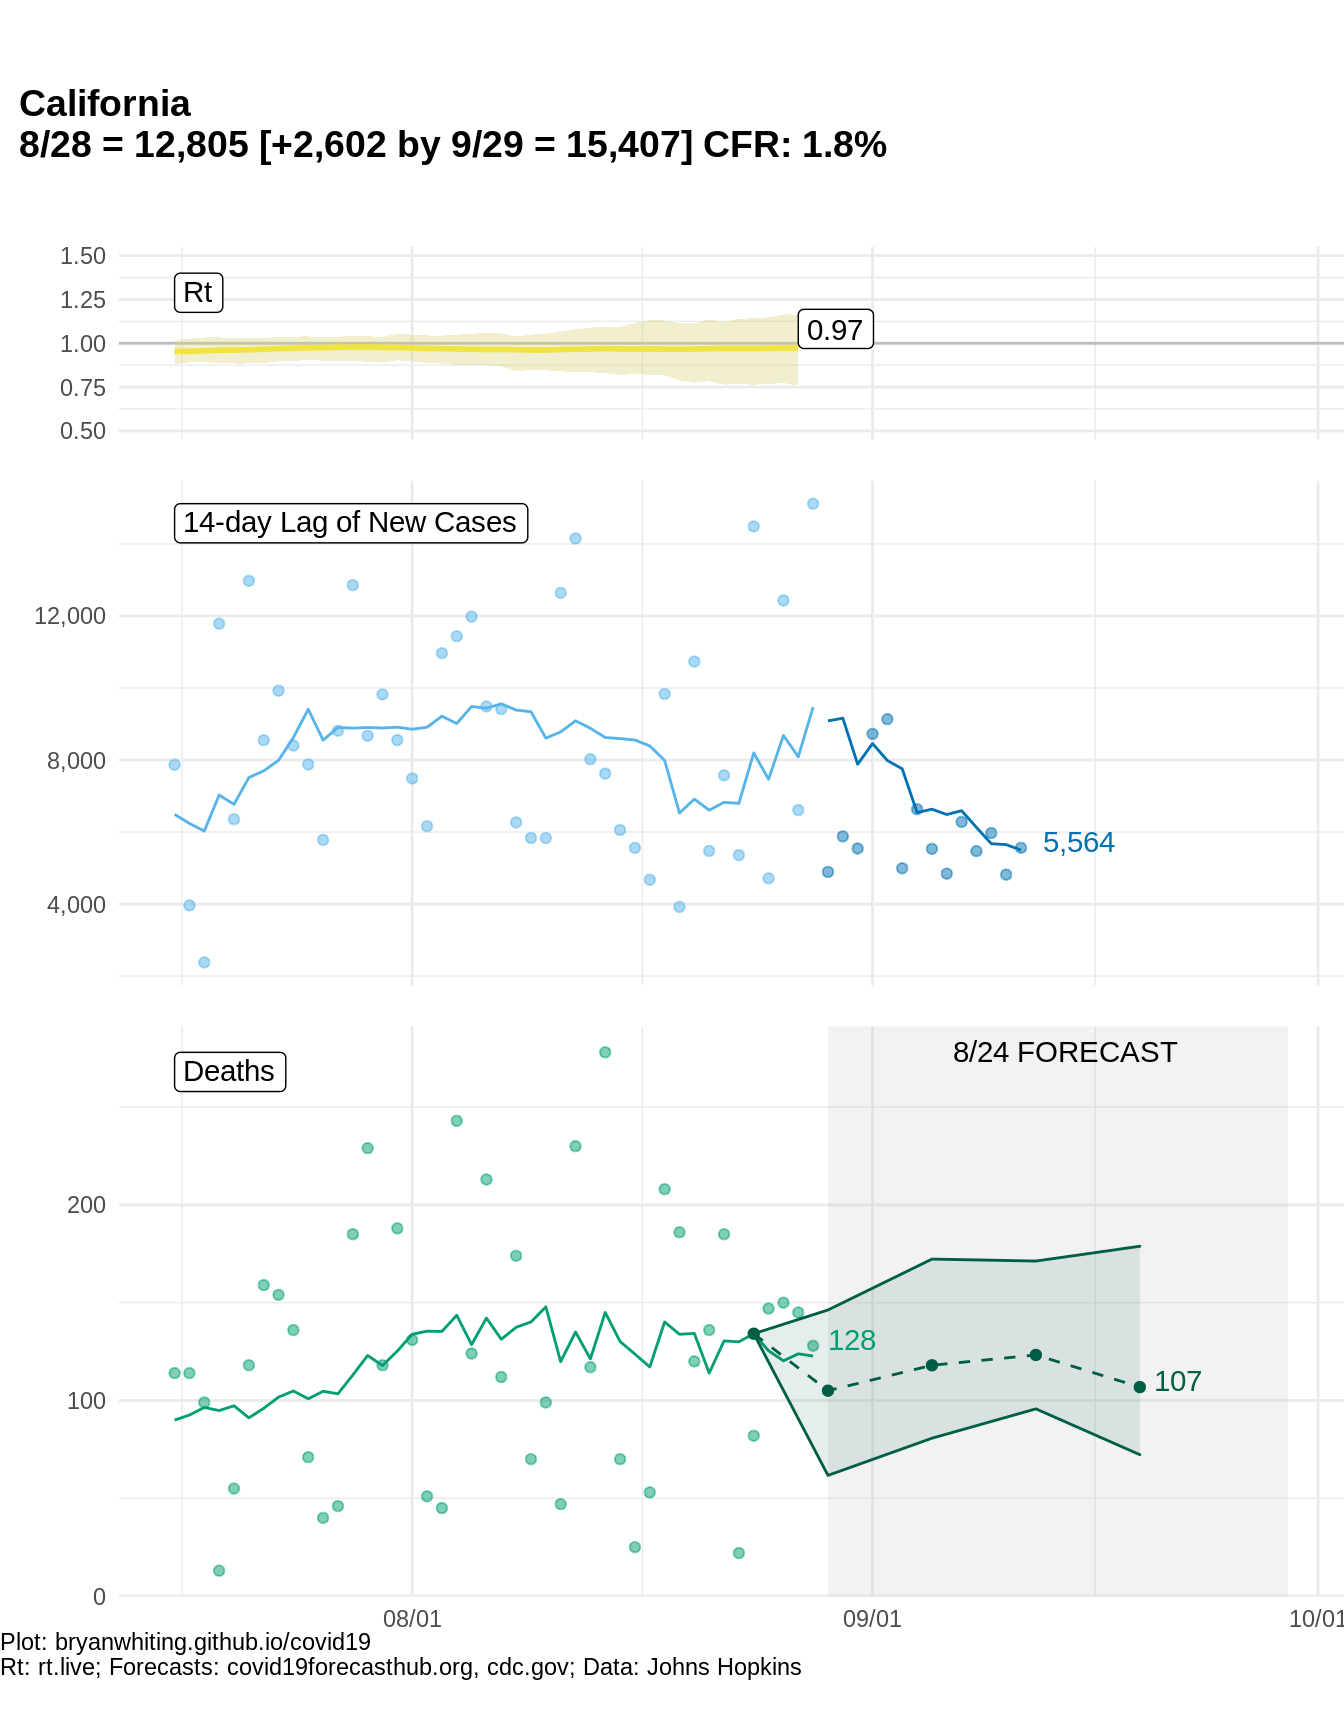 California
8/28 = 12,805 [+2,602 by 9/29 = 15,407] CFR: 1.8%
1.50
1.25
1.00
0.75
0.50
Rt
0.97
14-day Lag of New Cases
12,000
8,000
4,000
5,564
Deaths
8/24 FORECAST
200
100
0
128
107
08/01
09/01
10/01
Plot: bryanwhiting.github.io/covid19
Rt: rt.live; Forecasts: covid19forecasthub.org, cdc.gov; Data: Johns Hopkins